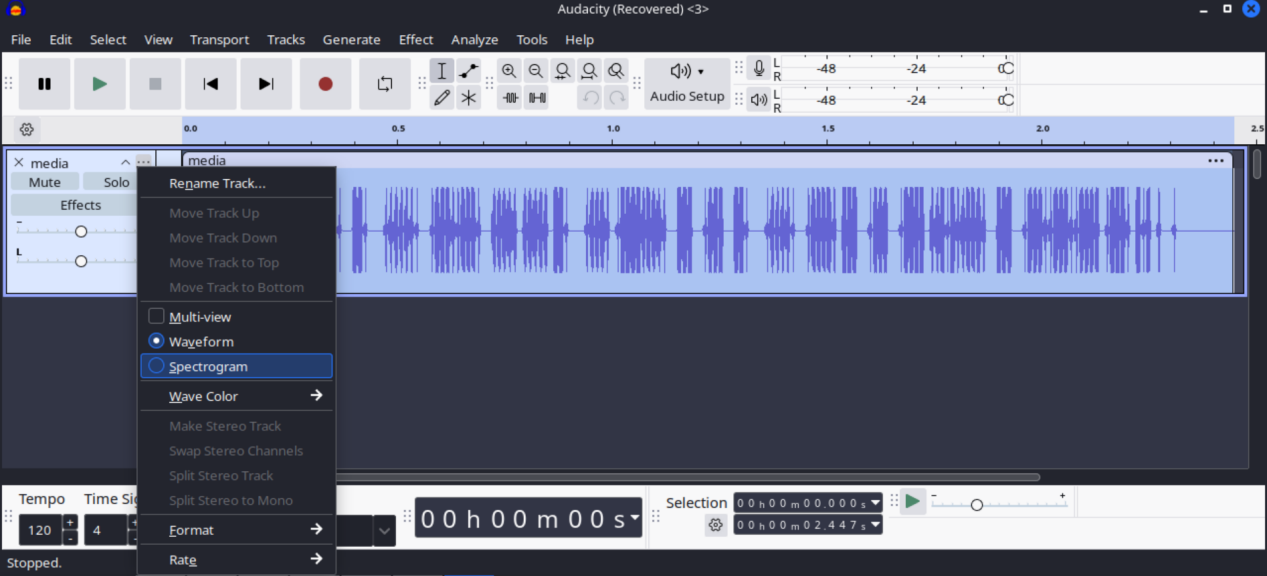 Audacity (Recovered) <3>
File Edit Select View Transport Tracks Generate Effect Analyze Tools Help
L
R
-48 -24 0
Audio Setup
L
R
-48 -24 0
0.0 0.5 1.0 1.5 2.0 2.5
media
media
Mute Solo
Effects
L
Rename Track...
Move Track Up
Move Track Down
Move Track to Top
Move Track to Bottom
Multi-view
Waveform
Spectrogram
Wave Color
Make Stereo Track
Swap Stereo Channels
Split Stereo Track
Split Stereo to Mono
Format
Rate
Tempo Time Sig
120 4
00 h 00 m 00 s
Selection
00 h 00 m 00.000 s
00 h 00 m 02.447 s
Stopped.